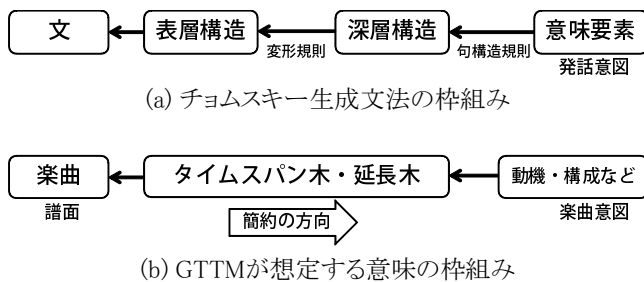 文 表層構造 深層構造 意味要素
変形規則 句構造規則 発話意図
(a) チョムスキー生成文法の枠組み
楽曲 タイムスパン木・延長木 動機・構成など
譜面 簡約の方向 楽曲意図
(b) GTTMが想定する意味の枠組み